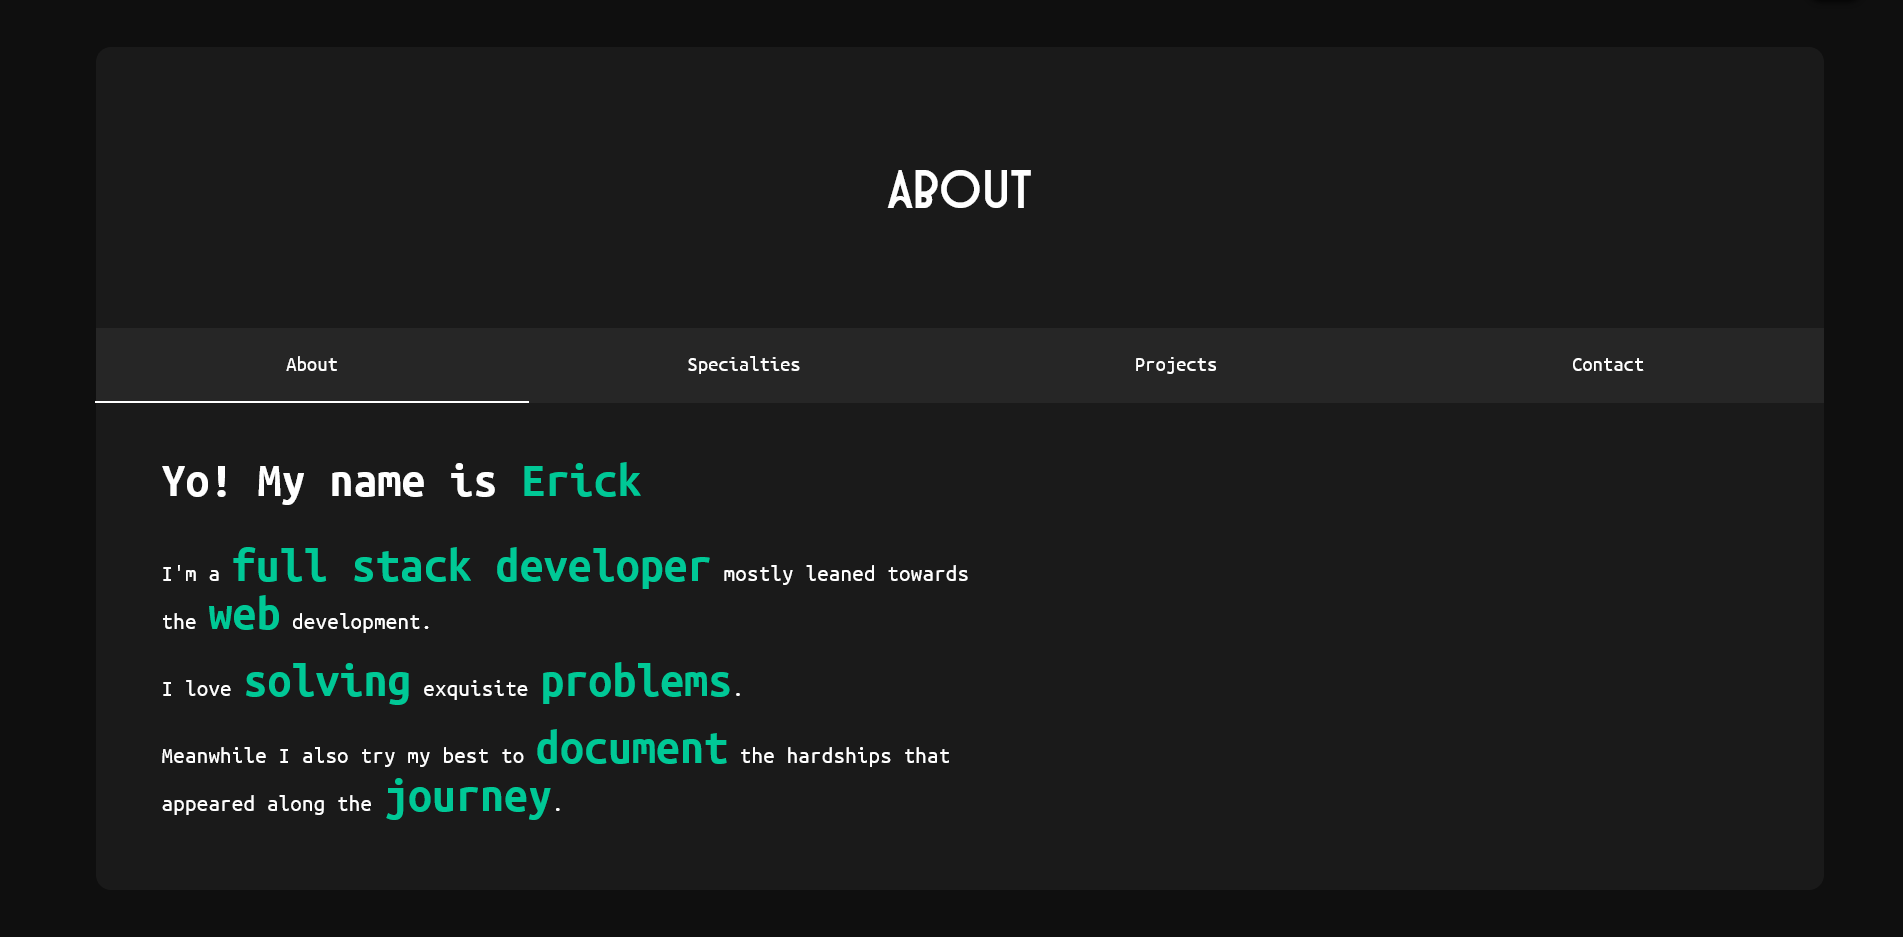 ABOUT
About Specialties Projects Contact
Yo! My name is Erick
I'm a full stack developer mostly leaned towards
the web development.
I love solving exquisite problems.
Meanwhile I also try my best to document the hardships that
appeared along the journey.